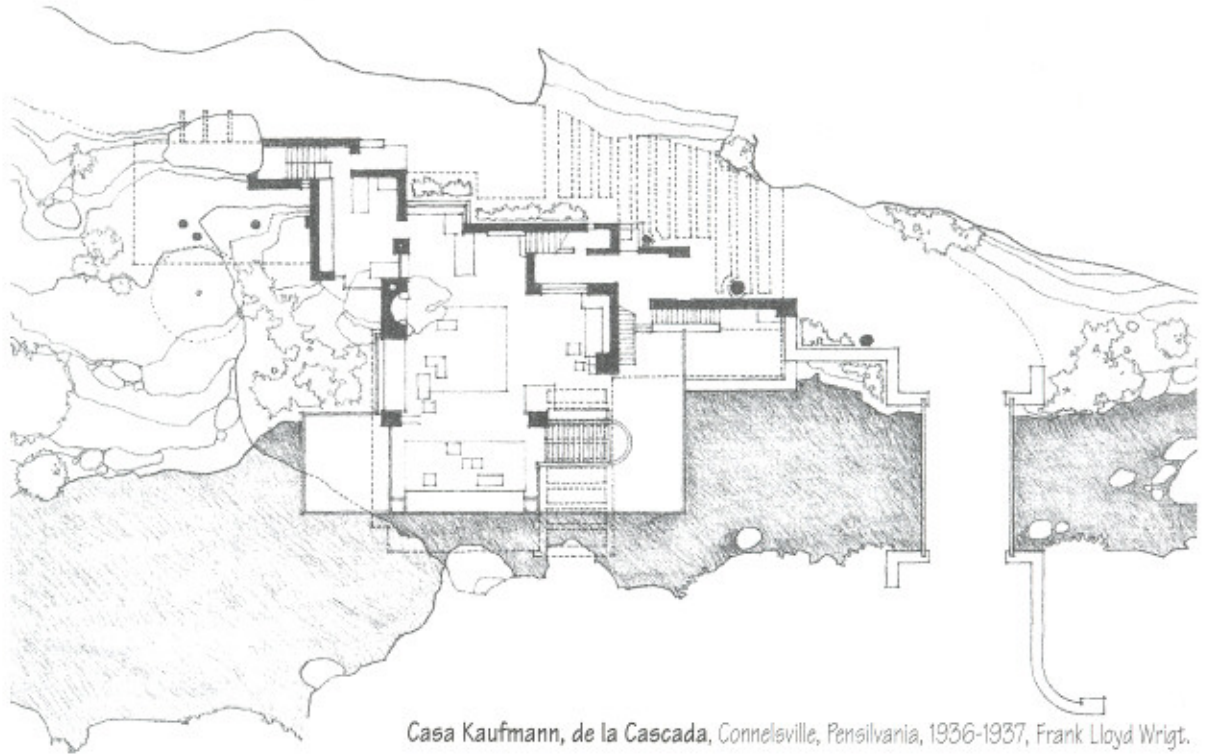 Casa Kaufmann, de la Cascada, Connelsville, Pensilvania, 1936-1937, Frank Lloyd Wrigt.